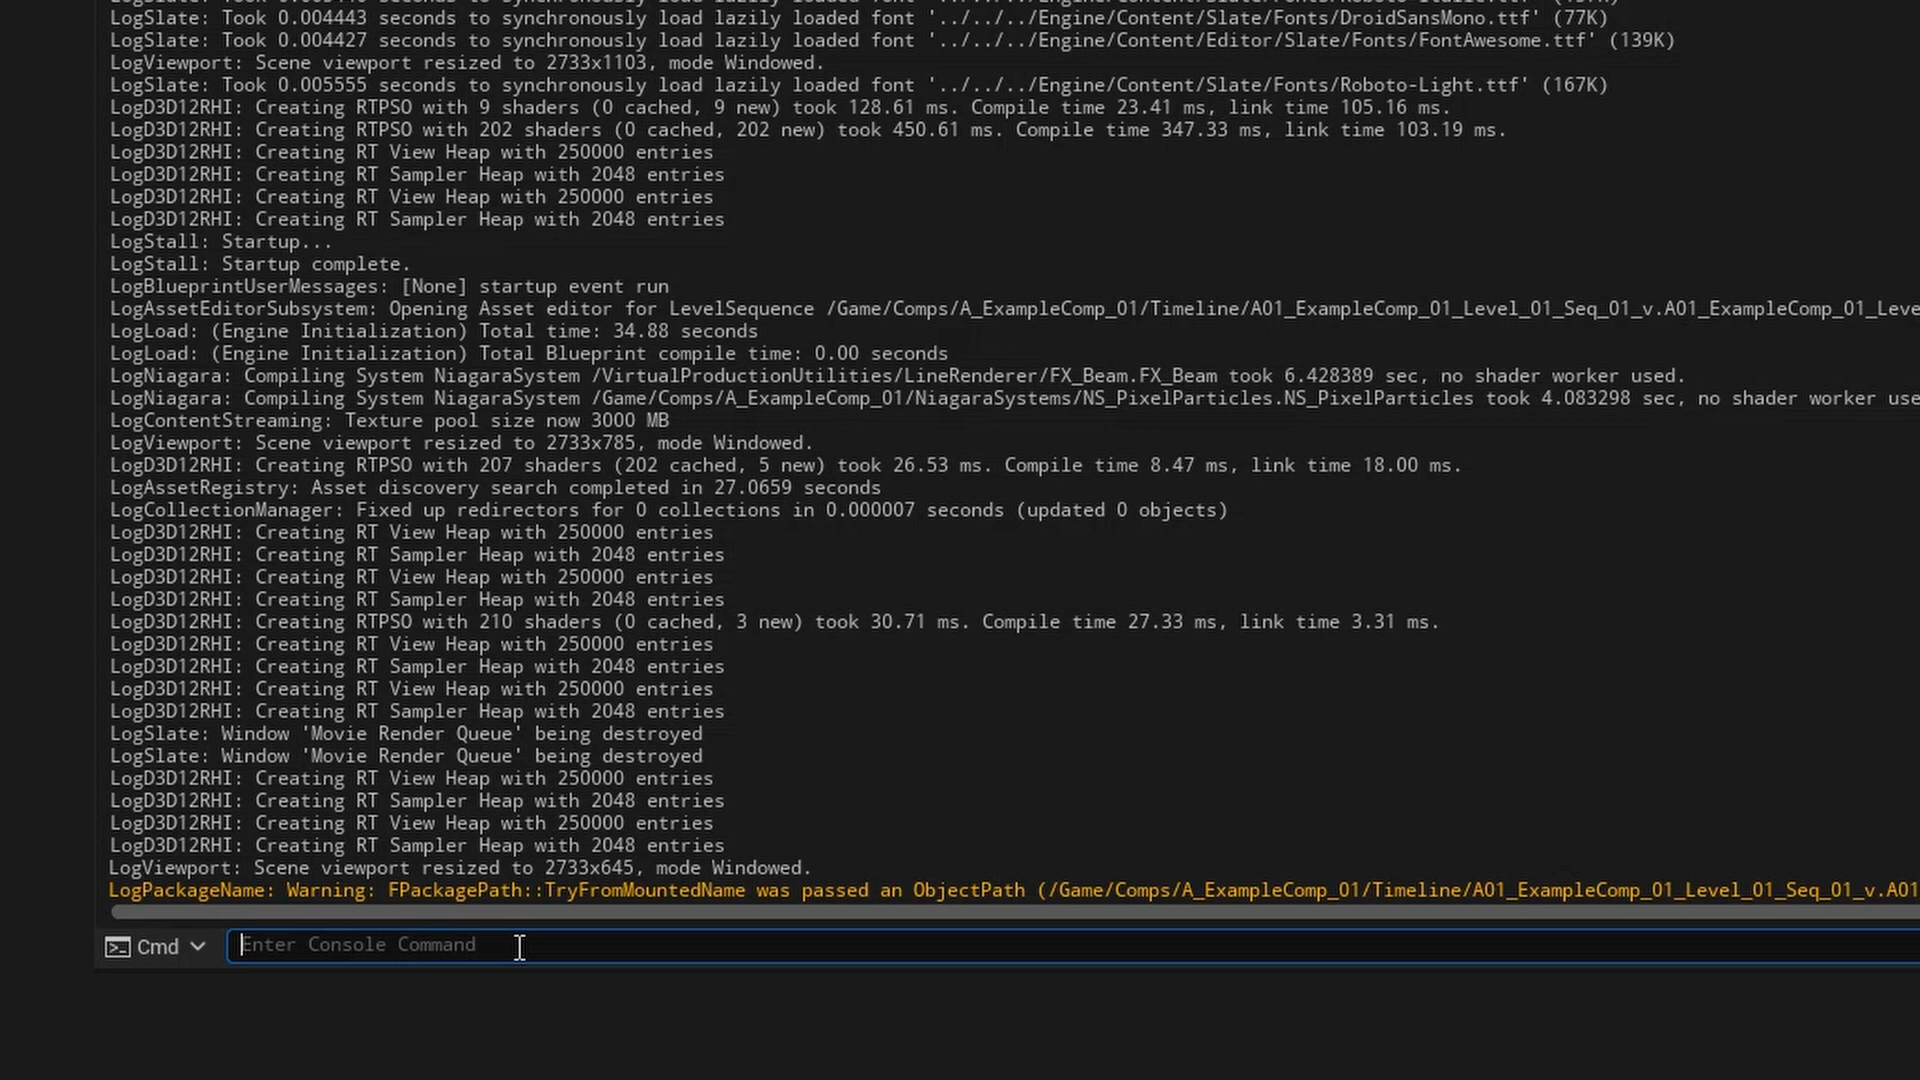 LogSlate: Took 0.004443 seconds to synchronously load lazily loaded font '../../../Engine/Content/Slate/Fonts/DroidSansMono.ttf' (77K)
LogSlate: Took 0.004427 seconds to synchronously load lazily loaded font '../../../Engine/Content/Editor/Slate/Fonts/FontAwesome.ttf' (139K)
LogViewport: Scene viewport resized to 2733x1103, mode Windowed.
LogSlate: Took 0.005555 seconds to synchronously load lazily loaded font '../../../Engine/Content/Slate/Fonts/Roboto-Light.ttf' (167K)
LogD3D12RHI: Creating RTPSO with 9 shaders (0 cached, 9 new) took 128.61 ms. Compile time 23.41 ms, link time 105.16 ms.
LogD3D12RHI: Creating RTPSO with 202 shaders (0 cached, 202 new) took 450.61 ms. Compile time 347.33 ms, link time 103.19 ms.
LogD3D12RHI: Creating RT View Heap with 250000 entries
LogD3D12RHI: Creating RT Sampler Heap with 2048 entries
LogD3D12RHI: Creating RT View Heap with 250000 entries
LogD3D12RHI: Creating RT Sampler Heap with 2048 entries
LogStall: Startup...
LogStall: Startup complete.
LogBlueprintUserMessages: [None] startup event run
LogAssetEditorSubsystem: Opening Asset editor for LevelSequence /Game/Comps/A_ExampleComp_01/Timeline/A01_ExampleComp_01_Level_01_Seq_01_v.A01_ExampleComp_01_Leve
LogLoad: (Engine Initialization) Total time: 34.88 seconds
LogLoad: (Engine Initialization) Total Blueprint compile time: 0.00 seconds
LogNiagara: Compiling System NiagaraSystem /VirtualProductionUtilities/LineRenderer/FX_Beam.FX_Beam took 6.428389 sec, no shader worker used.
LogNiagara: Compiling System NiagaraSystem /Game/Comps/A_ExampleComp_01/NiagaraSystems/NS_PixelParticles.NS_PixelParticles took 4.083298 sec, no shader worker use
LogContentStreaming: Texture pool size now 3000 MB
LogViewport: Scene viewport resized to 2733x785, mode Windowed.
LogD3D12RHI: Creating RTPSO with 207 shaders (202 cached, 5 new) took 26.53 ms. Compile time 8.47 ms, link time 18.00 ms.
LogAssetRegistry: Asset discovery search completed in 27.0659 seconds
LogCollectionManager: Fixed up redirectors for 0 collections in 0.000007 seconds (updated 0 objects)
LogD3D12RHI: Creating RT View Heap with 250000 entries
LogD3D12RHI: Creating RT Sampler Heap with 2048 entries
LogD3D12RHI: Creating RT View Heap with 250000 entries
LogD3D12RHI: Creating RT Sampler Heap with 2048 entries
LogD3D12RHI: Creating RTPSO with 210 shaders (0 cached, 3 new) took 30.71 ms. Compile time 27.33 ms, link time 3.31 ms.
LogD3D12RHI: Creating RT View Heap with 250000 entries
LogD3D12RHI: Creating RT Sampler Heap with 2048 entries
LogD3D12RHI: Creating RT View Heap with 250000 entries
LogD3D12RHI: Creating RT Sampler Heap with 2048 entries
LogSlate: Window 'Movie Render Queue' being destroyed
LogSlate: Window 'Movie Render Queue' being destroyed
LogD3D12RHI: Creating RT View Heap with 250000 entries
LogD3D12RHI: Creating RT Sampler Heap with 2048 entries
LogD3D12RHI: Creating RT View Heap with 250000 entries
LogD3D12RHI: Creating RT Sampler Heap with 2048 entries
LogViewport: Scene viewport resized to 2733x645, mode Windowed.
LogPackageName: Warning: FPackagePath::TryFromMountedName was passed an ObjectPath (/Game/Comps/A_ExampleComp_01/Timeline/A01_ExampleComp_01_Level_01_Seq_01_v.A01
Cmd
Enter Console Command